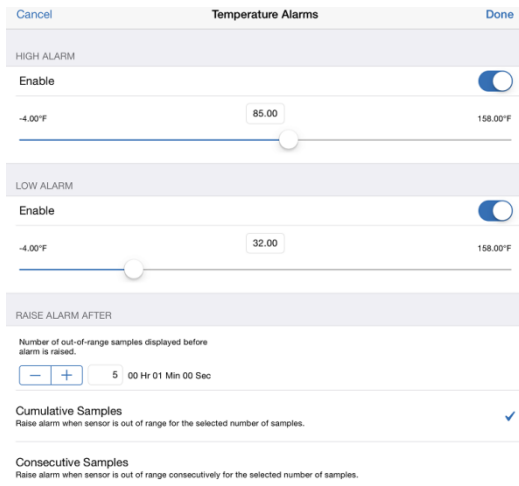 Cancel Temperature Alarms Done
HIGH ALARM
Enable
85.00
-4.00°F 158.00°F
LOW ALARM
Enable
32.00
-4.00°F 158.00°F
RAISE ALARM AFTER
Number of out-of-range samples displayed before
alarm is raised.
5 00 Hr 01 Min 00 Sec
Cumulative Samples
Raise alarm when sensor is out of range for the selected number of samples.
Consecutive Samples
Raise alarm when sensor is out of range consecutively for the selected number of samples.